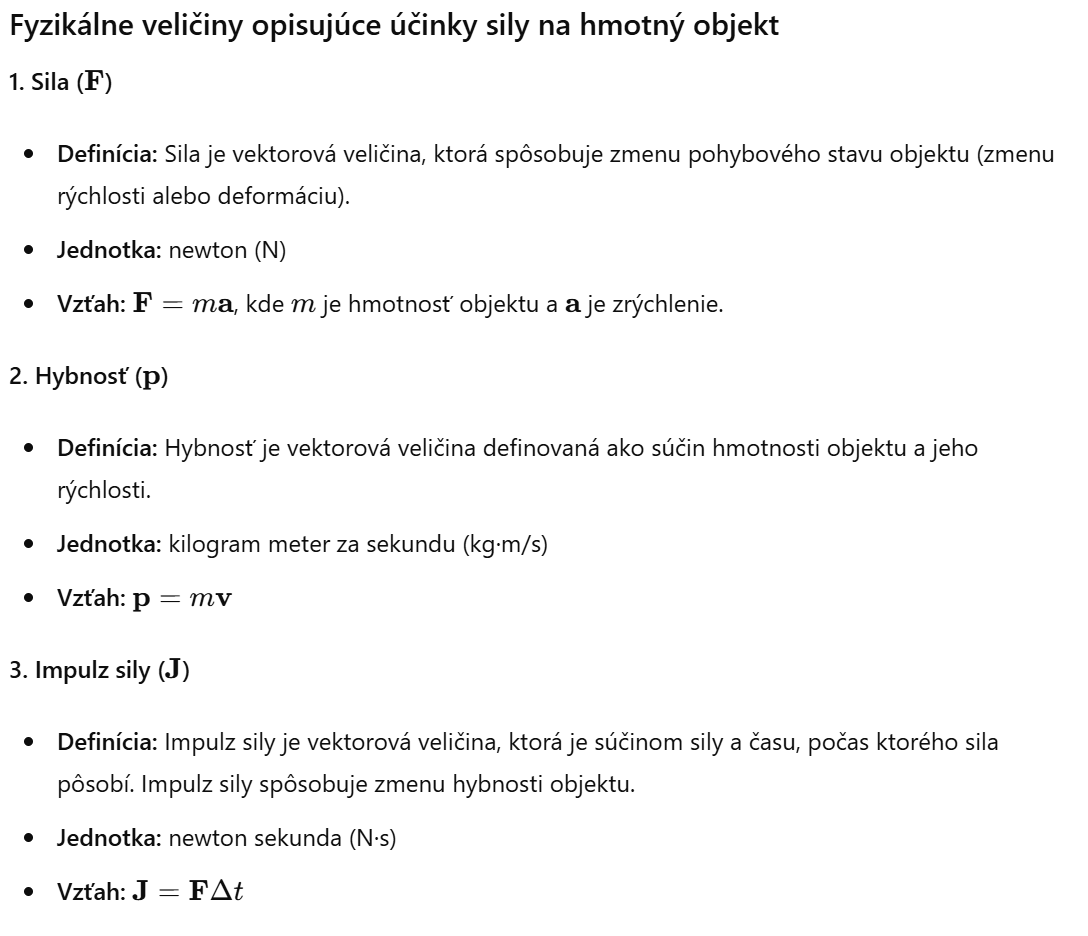 Fyzikálne veličiny opisujúce účinky sily na hmotný objekt
1. Sila (F)
• Definícia: Sila je vektorová veličina, ktorá spôsobuje zmenu pohybového stavu objektu (zmenu
rýchlosti alebo deformáciu).
• Jednotka: newton (N)
• Vzťah: F = ma, kde m je hmotnosť objektu a a je zrýchlenie.
2. Hybnosť (p)
• Definícia: Hybnosť je vektorová veličina definovaná ako súčin hmotnosti objektu a jeho
rýchlosti.
• Jednotka: kilogram meter za sekundu (kg·m/s)
• Vzťah: p = mv
3. Impulz sily (J)
• Definícia: Impulz sily je vektorová veličina, ktorá je súčinom sily a času, počas ktorého sila
pôsobí. Impulz sily spôsobuje zmenu hybnosti objektu.
• Jednotka: newton sekunda (N·s)
• Vzťah: J = FΔt